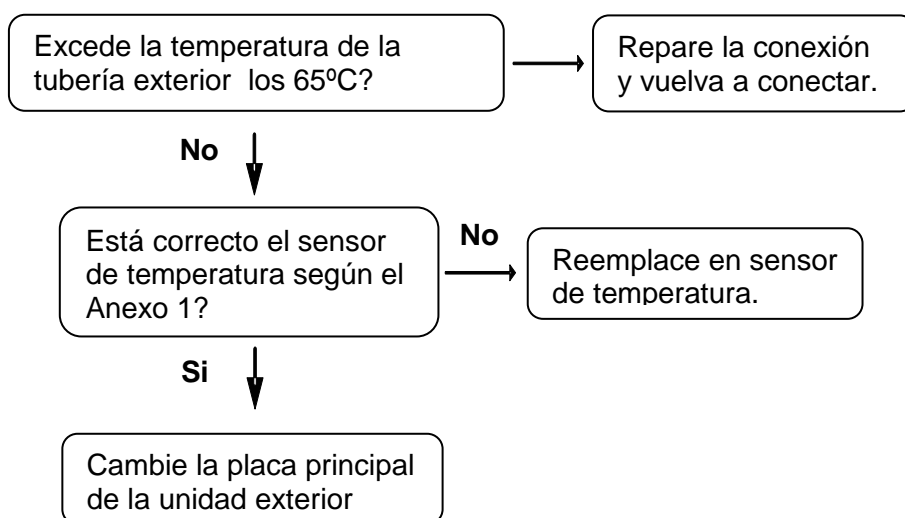 Excede la temperatura de la
tubería exterior  los 65ºC?
Repare la conexión
y vuelva a conectar.
No
Está correcto el sensor
de temperatura según el
Anexo 1?
No
Reemplace en sensor
de temperatura.
Si
Cambie la placa principal
de la unidad exterior